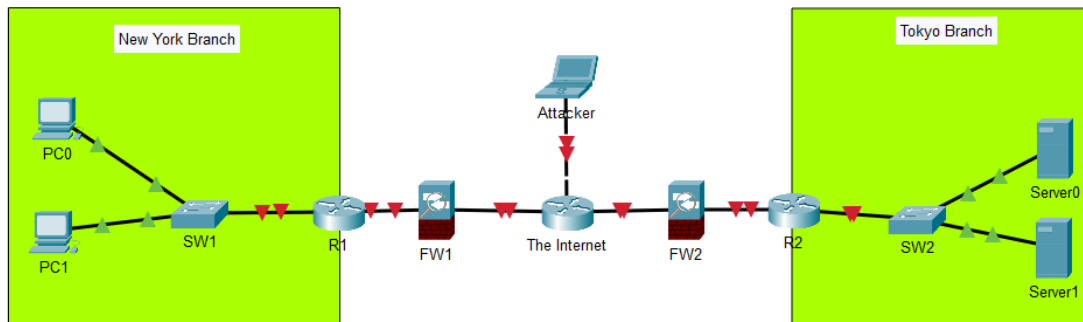 New York Branch
Tokyo Branch
Attacker
PC0
PC1
SW1
R1
FW1
The Internet
FW2
R2
SW2
Server0
Server1